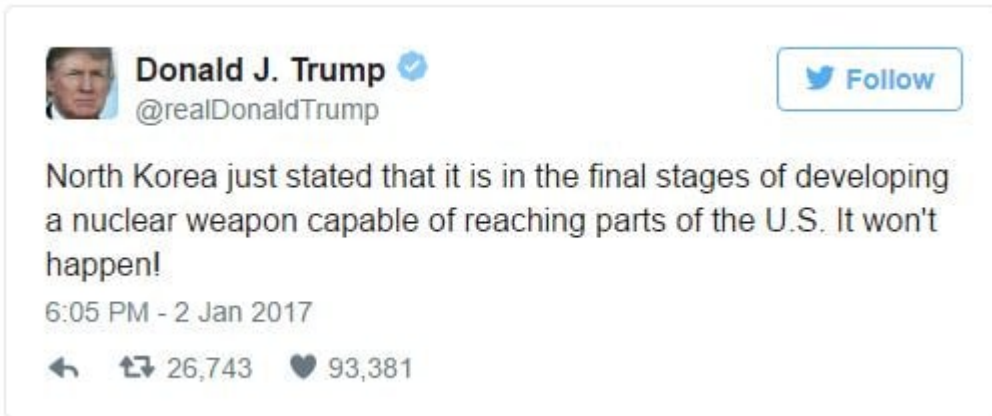 Donald J. Trump
@realDonaldTrump
Follow
North Korea just stated that it is in the final stages of developing
a nuclear weapon capable of reaching parts of the U.S. It won't
happen!
6:05 PM - 2 Jan 2017
26,743 93,381